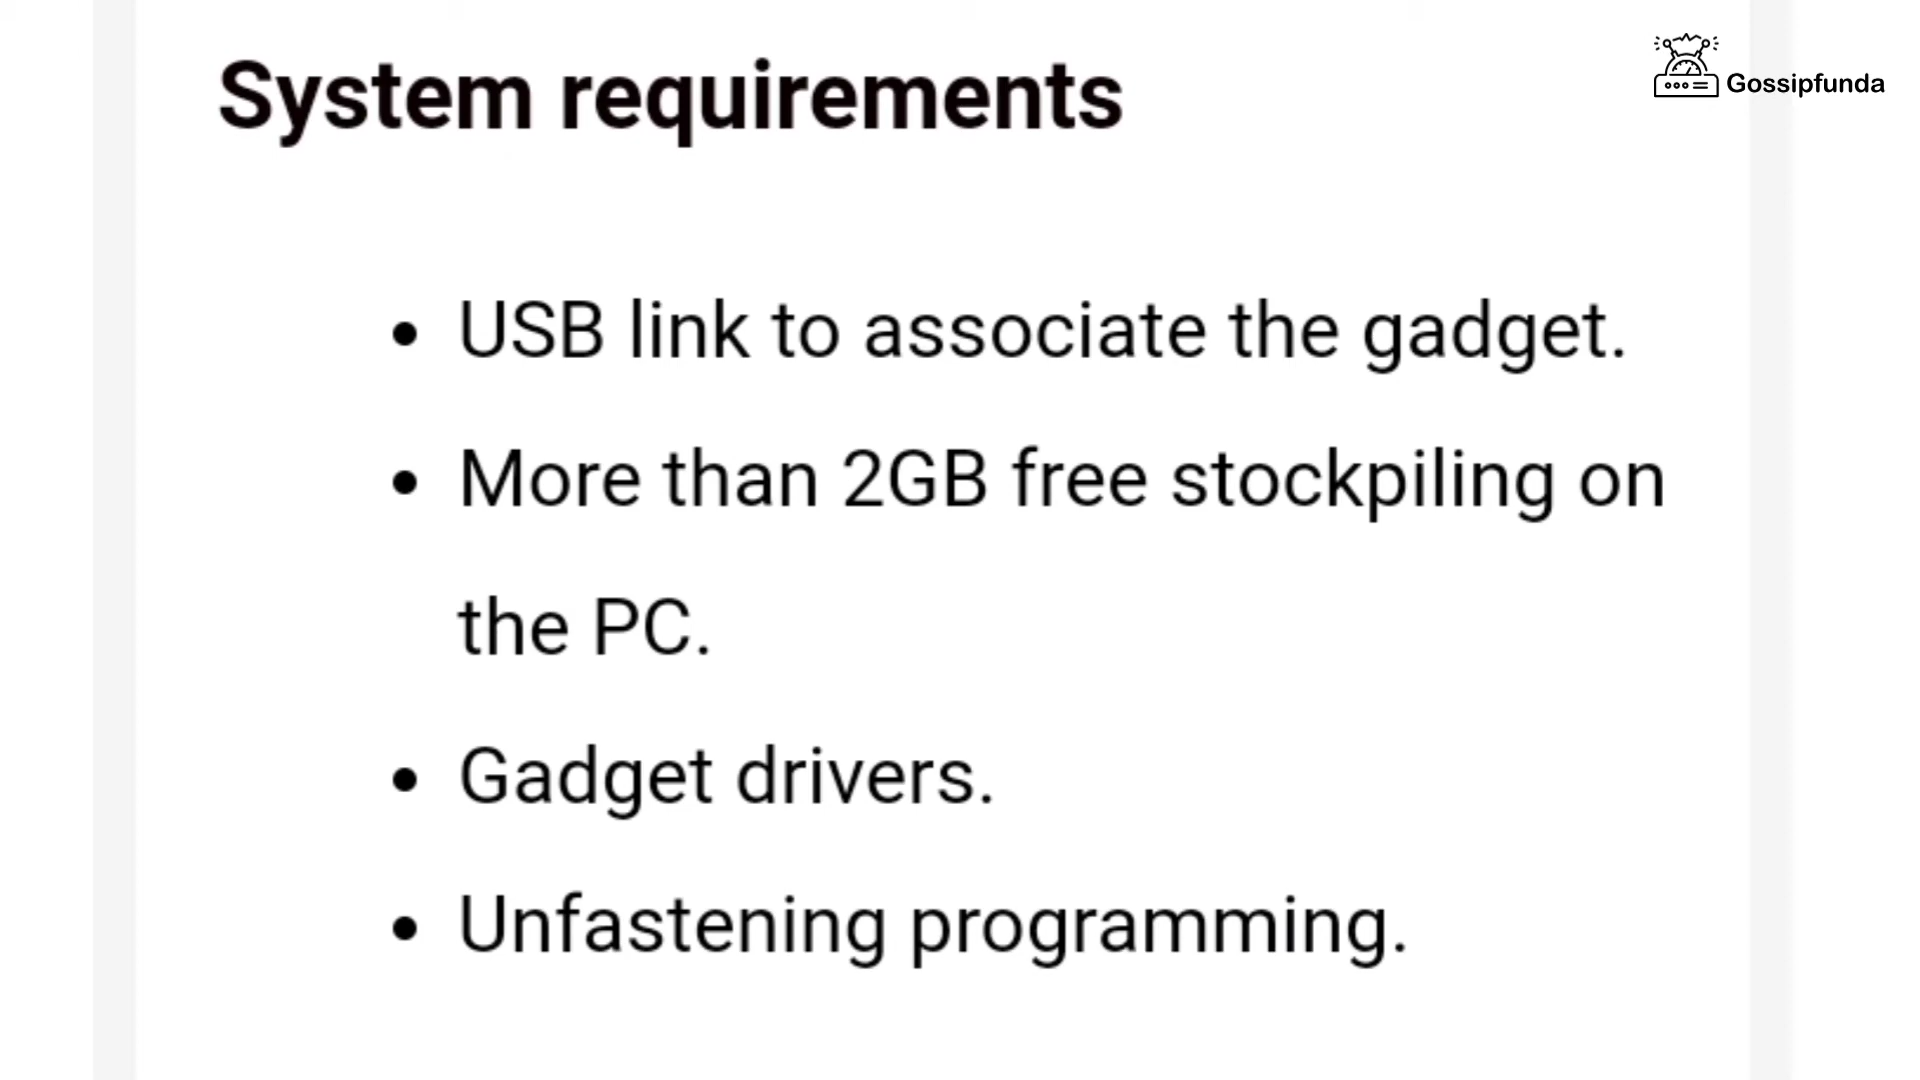 System requirements
Gossipfunda
• USB link to associate the gadget.
• More than 2GB free stockpiling on
the PC.
• Gadget drivers.
• Unfastening programming.